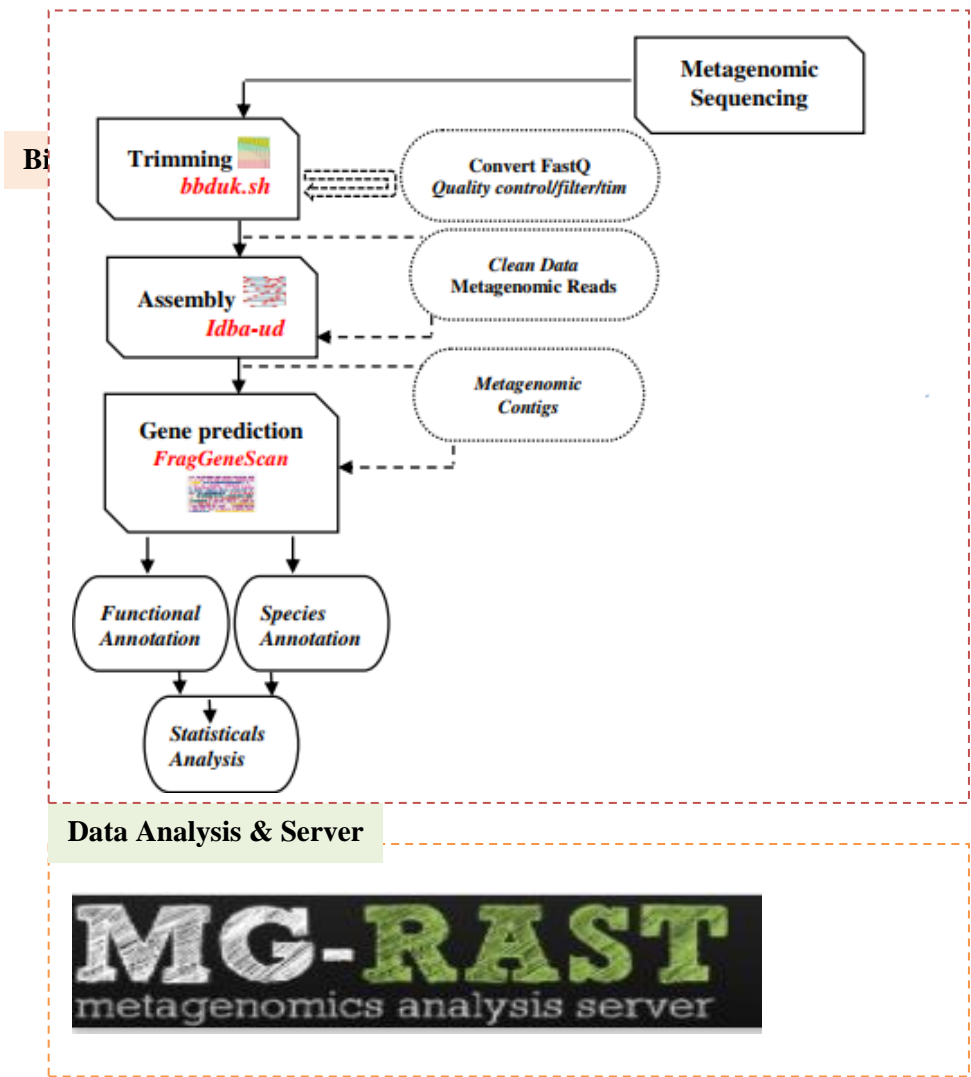 Metagenomic
Sequencing
Bi
Trimming
bbduk.sh
Convert FastQ
Quality control/filter/tim
Clean Data
Metagenomic Reads
Assembly
Idba-ud
Metagenomic
Contigs
Gene prediction
FragGeneScan
Functional
Annotation
Species
Annotation
Statisticals
Analysis
Data Analysis & Server
MG-RAST
metagenomics analysis server